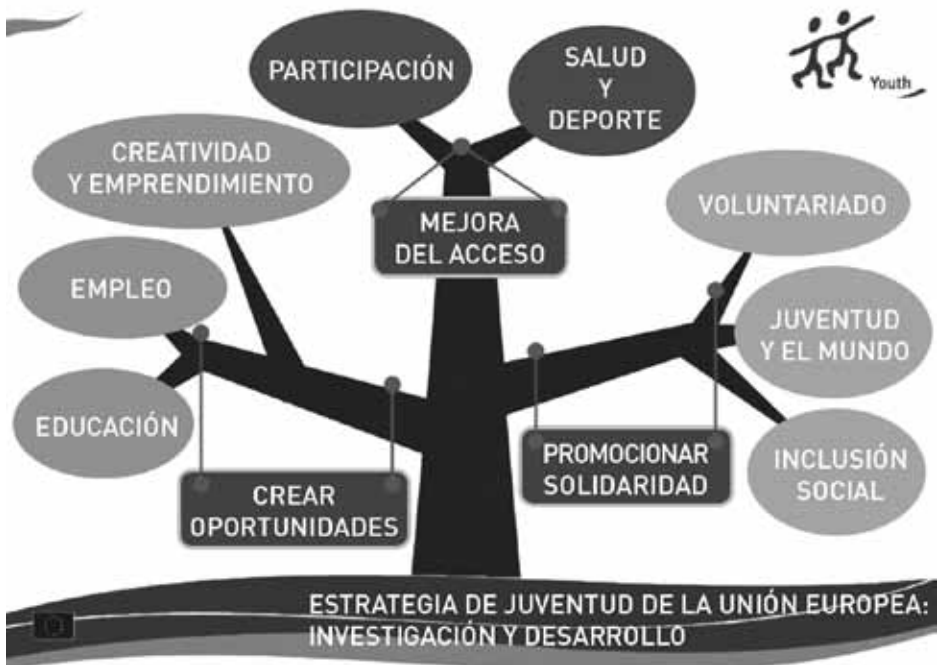 PARTICIPACIÓN
SALUD
Y
DEPORTE
Youth
CREATIVIDAD
Y EMPRENDIMIENTO
MEJORA
DEL ACCESO
VOLUNTARIADO
EMPLEO
JUVENTUD
Y EL MUNDO
EDUCACIÓN
CREAR
OPORTUNIDADES
PROMOCIONAR
SOLIDARIDAD
INCLUSIÓN
SOCIAL
ESTRATEGIA DE JUVENTUD DE LA UNIÓN EUROPEA:
INVESTIGACIÓN Y DESARROLLO